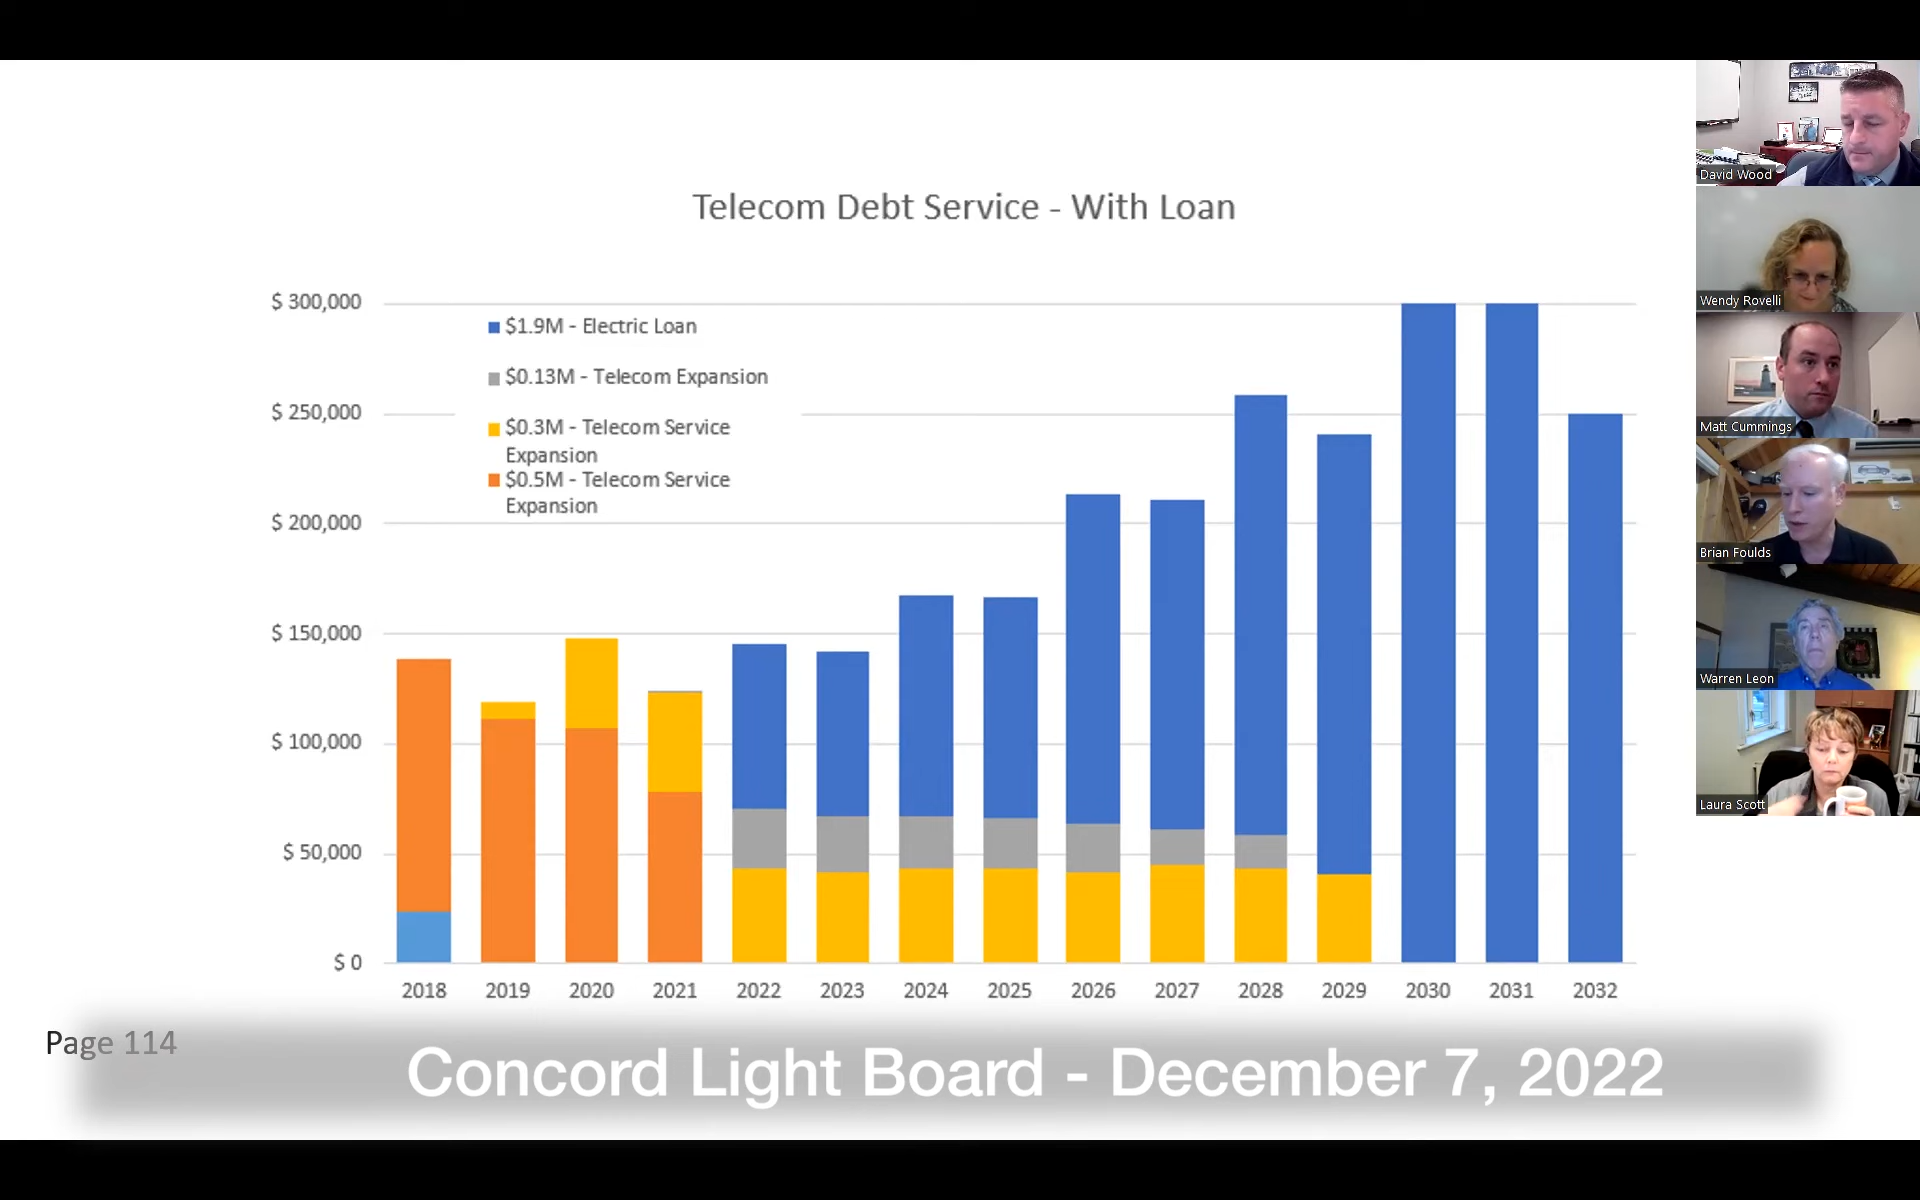 Telecom Debt Service - With Loan
$ 300,000
$ 250,000
$ 200,000
$ 150,000
$ 100,000
$ 50,000
$ 0
$1.9M - Electric Loan
$0.13M - Telecom Expansion
$0.3M - Telecom Service
Expansion
$0.5M - Telecom Service
Expansion
2018 2019 2020 2021 2022 2023 2024 2025 2026 2027 2028 2029 2030 2031 2032
Page 114
Concord Light Board - December 7, 2022
David Wood
Wendy Rovelli
Matt Cummings
Brian Foulds
Warren Leon
Laura Scott